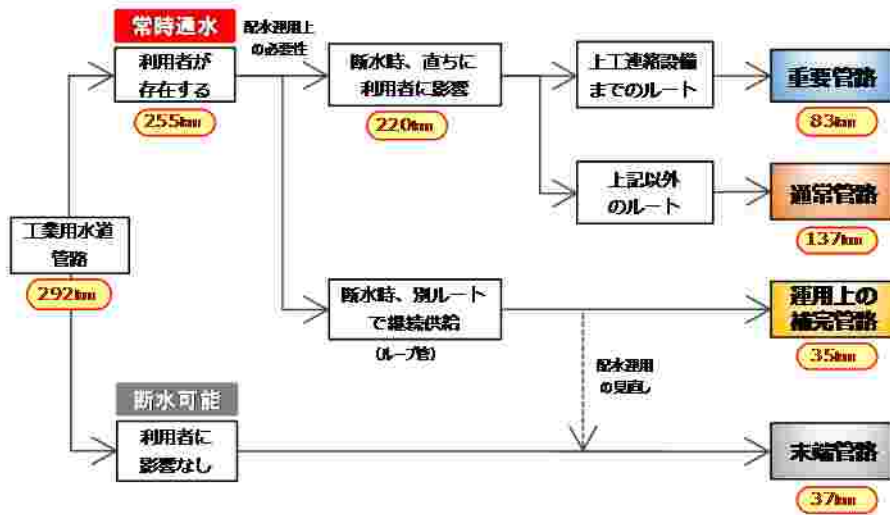 常時通水
配水運用上
の必要性
利用者が
存在する
255km
断水時、直ちに
利用者に影響
220km
上工連絡設備
までのルート
重要管路
83km
上記以外
のルート
通常管路
137km
工業用水道
管路
292km
断水時、別ルート
で継続供給
(ループ管)
運用上の
補完管路
35km
配水運用
の見直し
断水可能
利用者に
影響なし
末端管路
37km